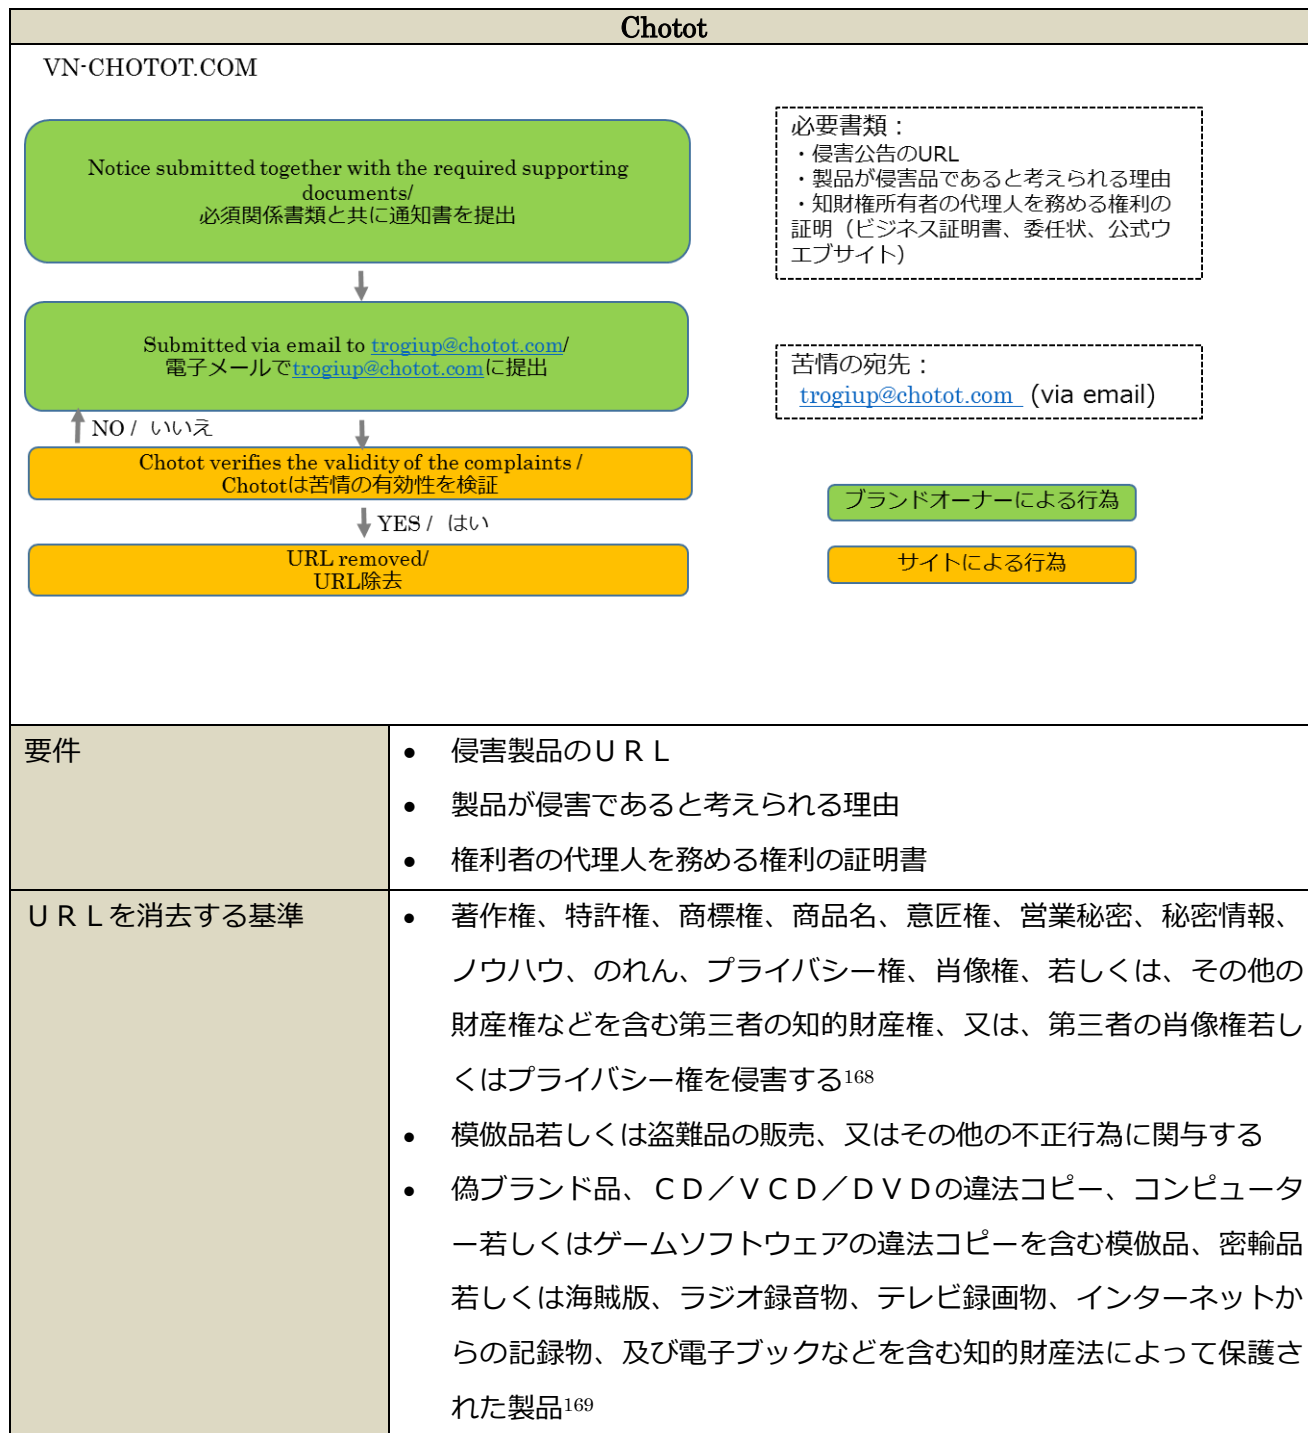 Chotot
VN-CHOTOT.COM
Notice submitted together with the required supporting
documents/
必須関係書類と共に通知書を提出
Submitted via email to trogiup@chotot.com/
電子メールでtrogiup@chotot.comに提出
NO / いいえ
Chotot verifies the validity of the complaints /
Chototは苦情の有効性を検証
YES / はい
URL removed/
URL除去
必要書類：
・侵害公告のURL
・製品が侵害品であると考えられる理由
・知財権所有者の代理人を務める権利の
証明（ビジネス証明書、委任状、公式ウ
エブサイト）
苦情の宛先：
trogiup@chotot.com (via email)
ブランドオーナーによる行為
サイトによる行為
要件
• 侵害製品のＵＲＬ
• 製品が侵害であると考えられる理由
• 権利者の代理人を務める権利の証明書
ＵＲＬを消去する基準
• 著作権、特許権、商標権、商品名、意匠権、営業秘密、秘密情報、
ノウハウ、のれん、プライバシー権、肖像権、若しくは、その他の
財産権などを含む第三者の知的財産権、又は、第三者の肖像権若し
くはプライバシー権を侵害する168
• 模倣品若しくは盗難品の販売、又はその他の不正行為に関与する
• 偽ブランド品、ＣＤ／ＶＣＤ／ＤＶＤの違法コピー、コンピュータ
ー若しくはゲームソフトウェアの違法コピーを含む模倣品、密輸品
若しくは海賊版、ラジオ録音物、テレビ録画物、インターネットか
らの記録物、及び電子ブックなどを含む知的財産法によって保護さ
れた製品169